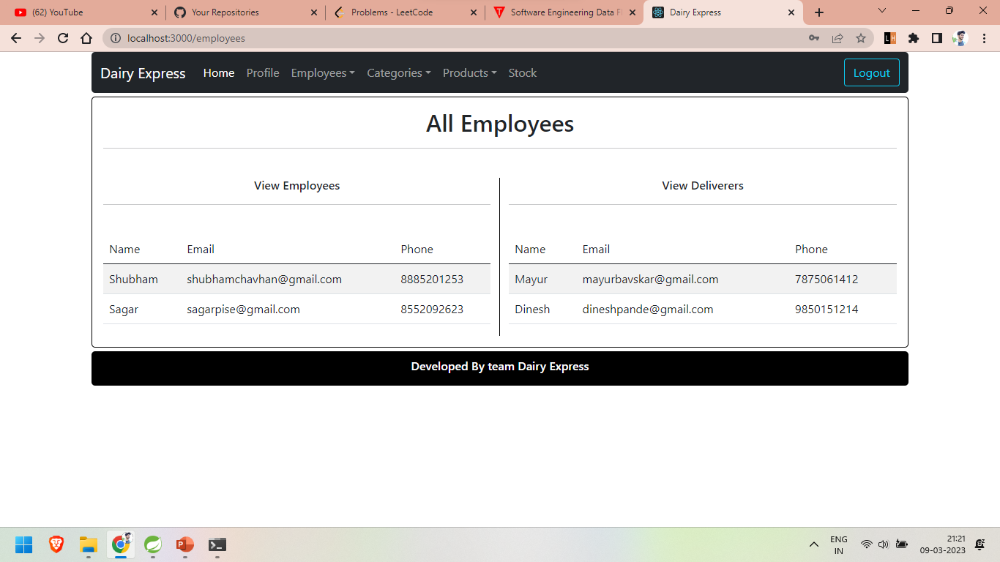 (62) YouTube
Your Repositories
Problems - LeetCode
Software Engineering Data Fl
Dairy Express
localhost:3000/employees
LH
Dairy Express Home Profile Employees Categories Products Stock Logout
All Employees
View Employees
Name Email Phone
Shubham shubhamchavhan@gmail.com 8885201253
Sagar sagarpise@gmail.com 8552092623
View Deliverers
Name Email Phone
Mayur mayurbavskar@gmail.com 7875061412
Dinesh dineshpande@gmail.com 9850151214
Developed By team Dairy Express
ENG
IN
21:21
09-03-2023